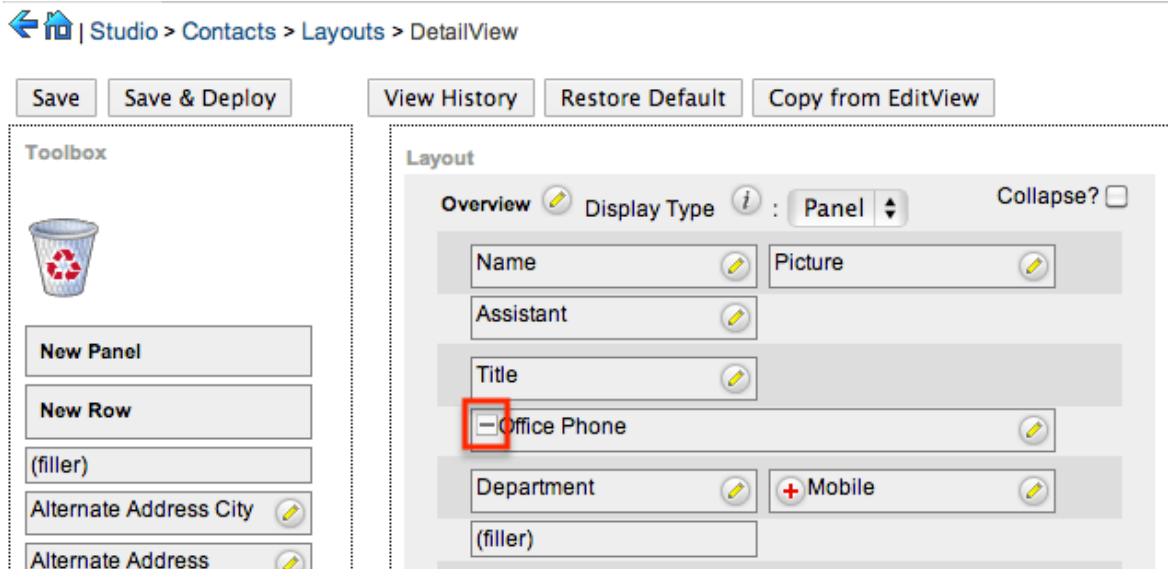 | Studio > Contacts > Layouts > DetailView
Save Save & Deploy View History Restore Default Copy from EditView
Toolbox
New Panel
New Row
(filler)
Alternate Address City
Alternate Address
Layout
Overview Display Type i : Panel Collapse?
Name Picture
Assistant
Title
Office Phone
Department Mobile
(filler)